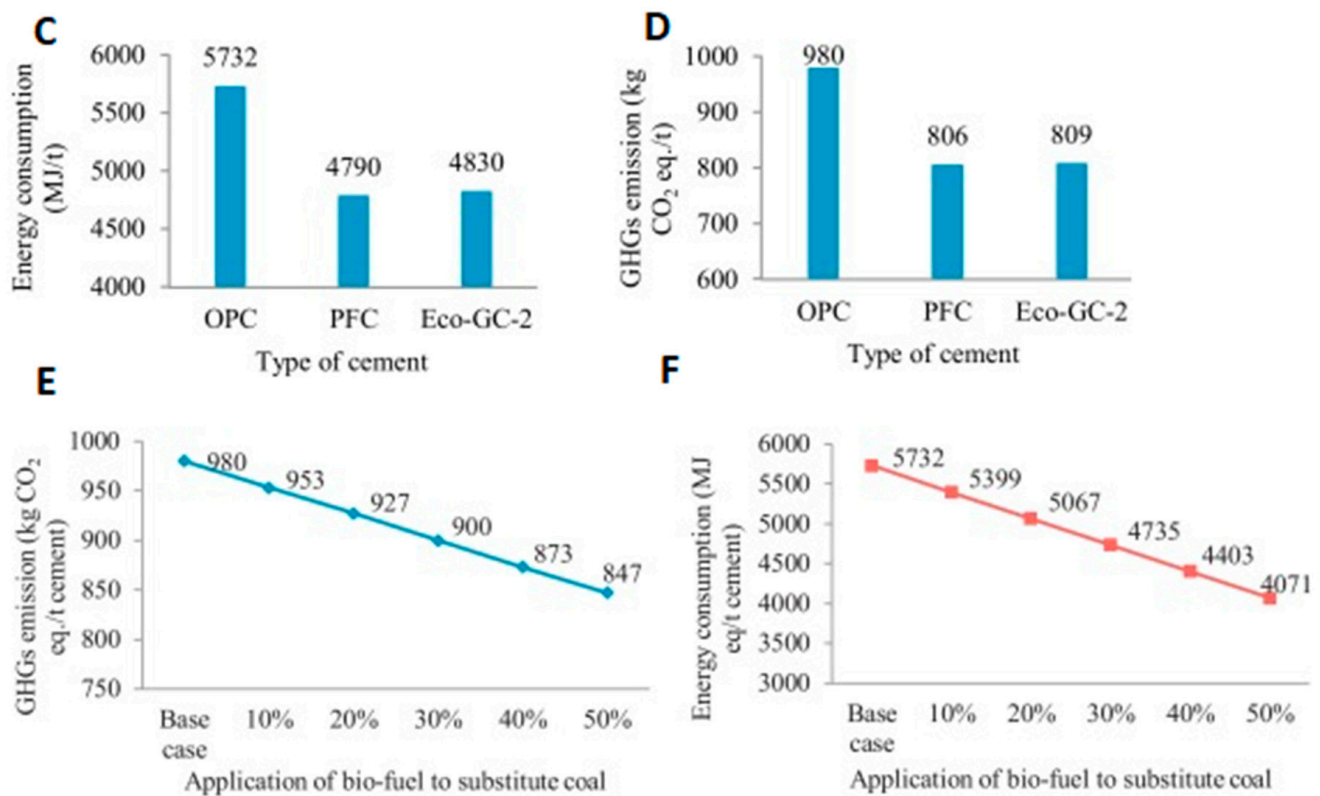 C
Energy consumption
(MJ/t)
6000
5500
5000
4500
4000
5732
4790
4830
OPC PFC Eco-GC-2
Type of cement
D
GHGs emission (kg
CO₂ eq./t)
1000
900
800
700
600
980
806
809
OPC PFC Eco-GC-2
Type of cement
E
GHGs emission (kg CO₂
eq./t cement)
1000
950
900
850
800
750
980
953
927
900
873
847
Base 10% 20% 30% 40% 50%
case
Application of bio-fuel to substitute coal
F
Energy consumption (MJ
eq/t cement)
6000
5500
5000
4500
4000
3500
3000
5732
5399
5067
4735
4403
4071
Base 10% 20% 30% 40% 50%
case
Application of bio-fuel to substitute coal